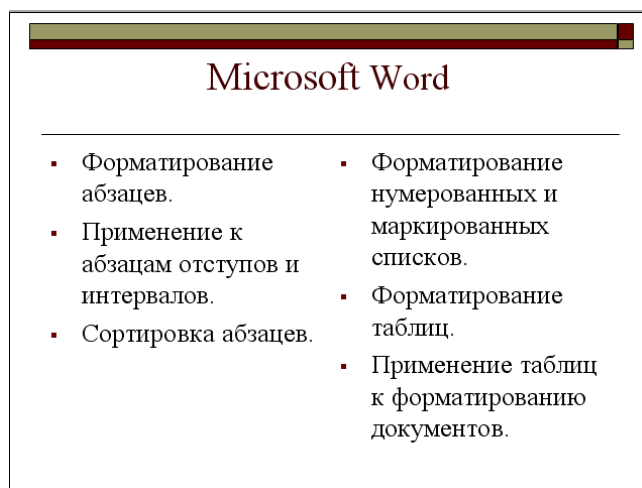 Microsoft Word
Форматирование
абзацев.
Применение к
абзацам отступов и
интервалов.
Сортировка абзацев.
Форматирование
нумерованных и
маркированных
списков.
Форматирование
таблиц.
Применение таблиц
к форматированию
документов.